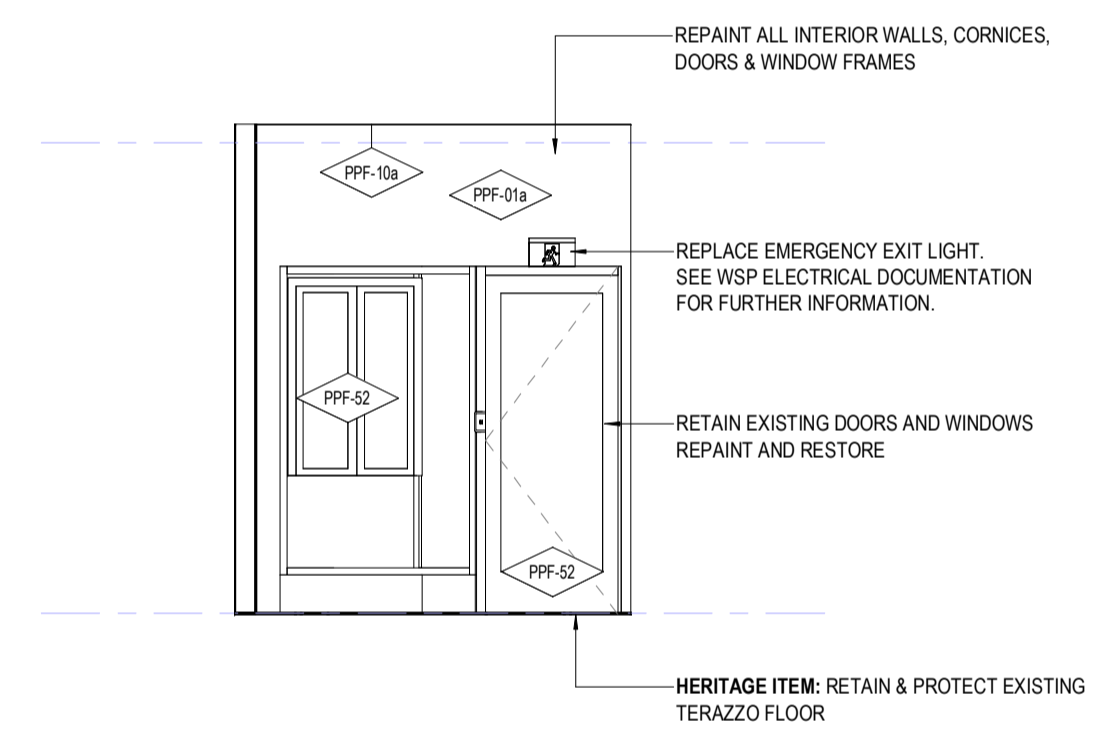 REPAINT ALL INTERIOR WALLS, CORNICES,
DOORS & WINDOW FRAMES
PPF-10a
PPF-01a
REPLACE EMERGENCY EXIT LIGHT.
SEE WSP ELECTRICAL DOCUMENTATION
FOR FURTHER INFORMATION.
PPF-52
RETAIN EXISTING DOORS AND WINDOWS
REPAINT AND RESTORE
PPF-52
HERITAGE ITEM: RETAIN & PROTECT EXISTING
TERAZZO FLOOR